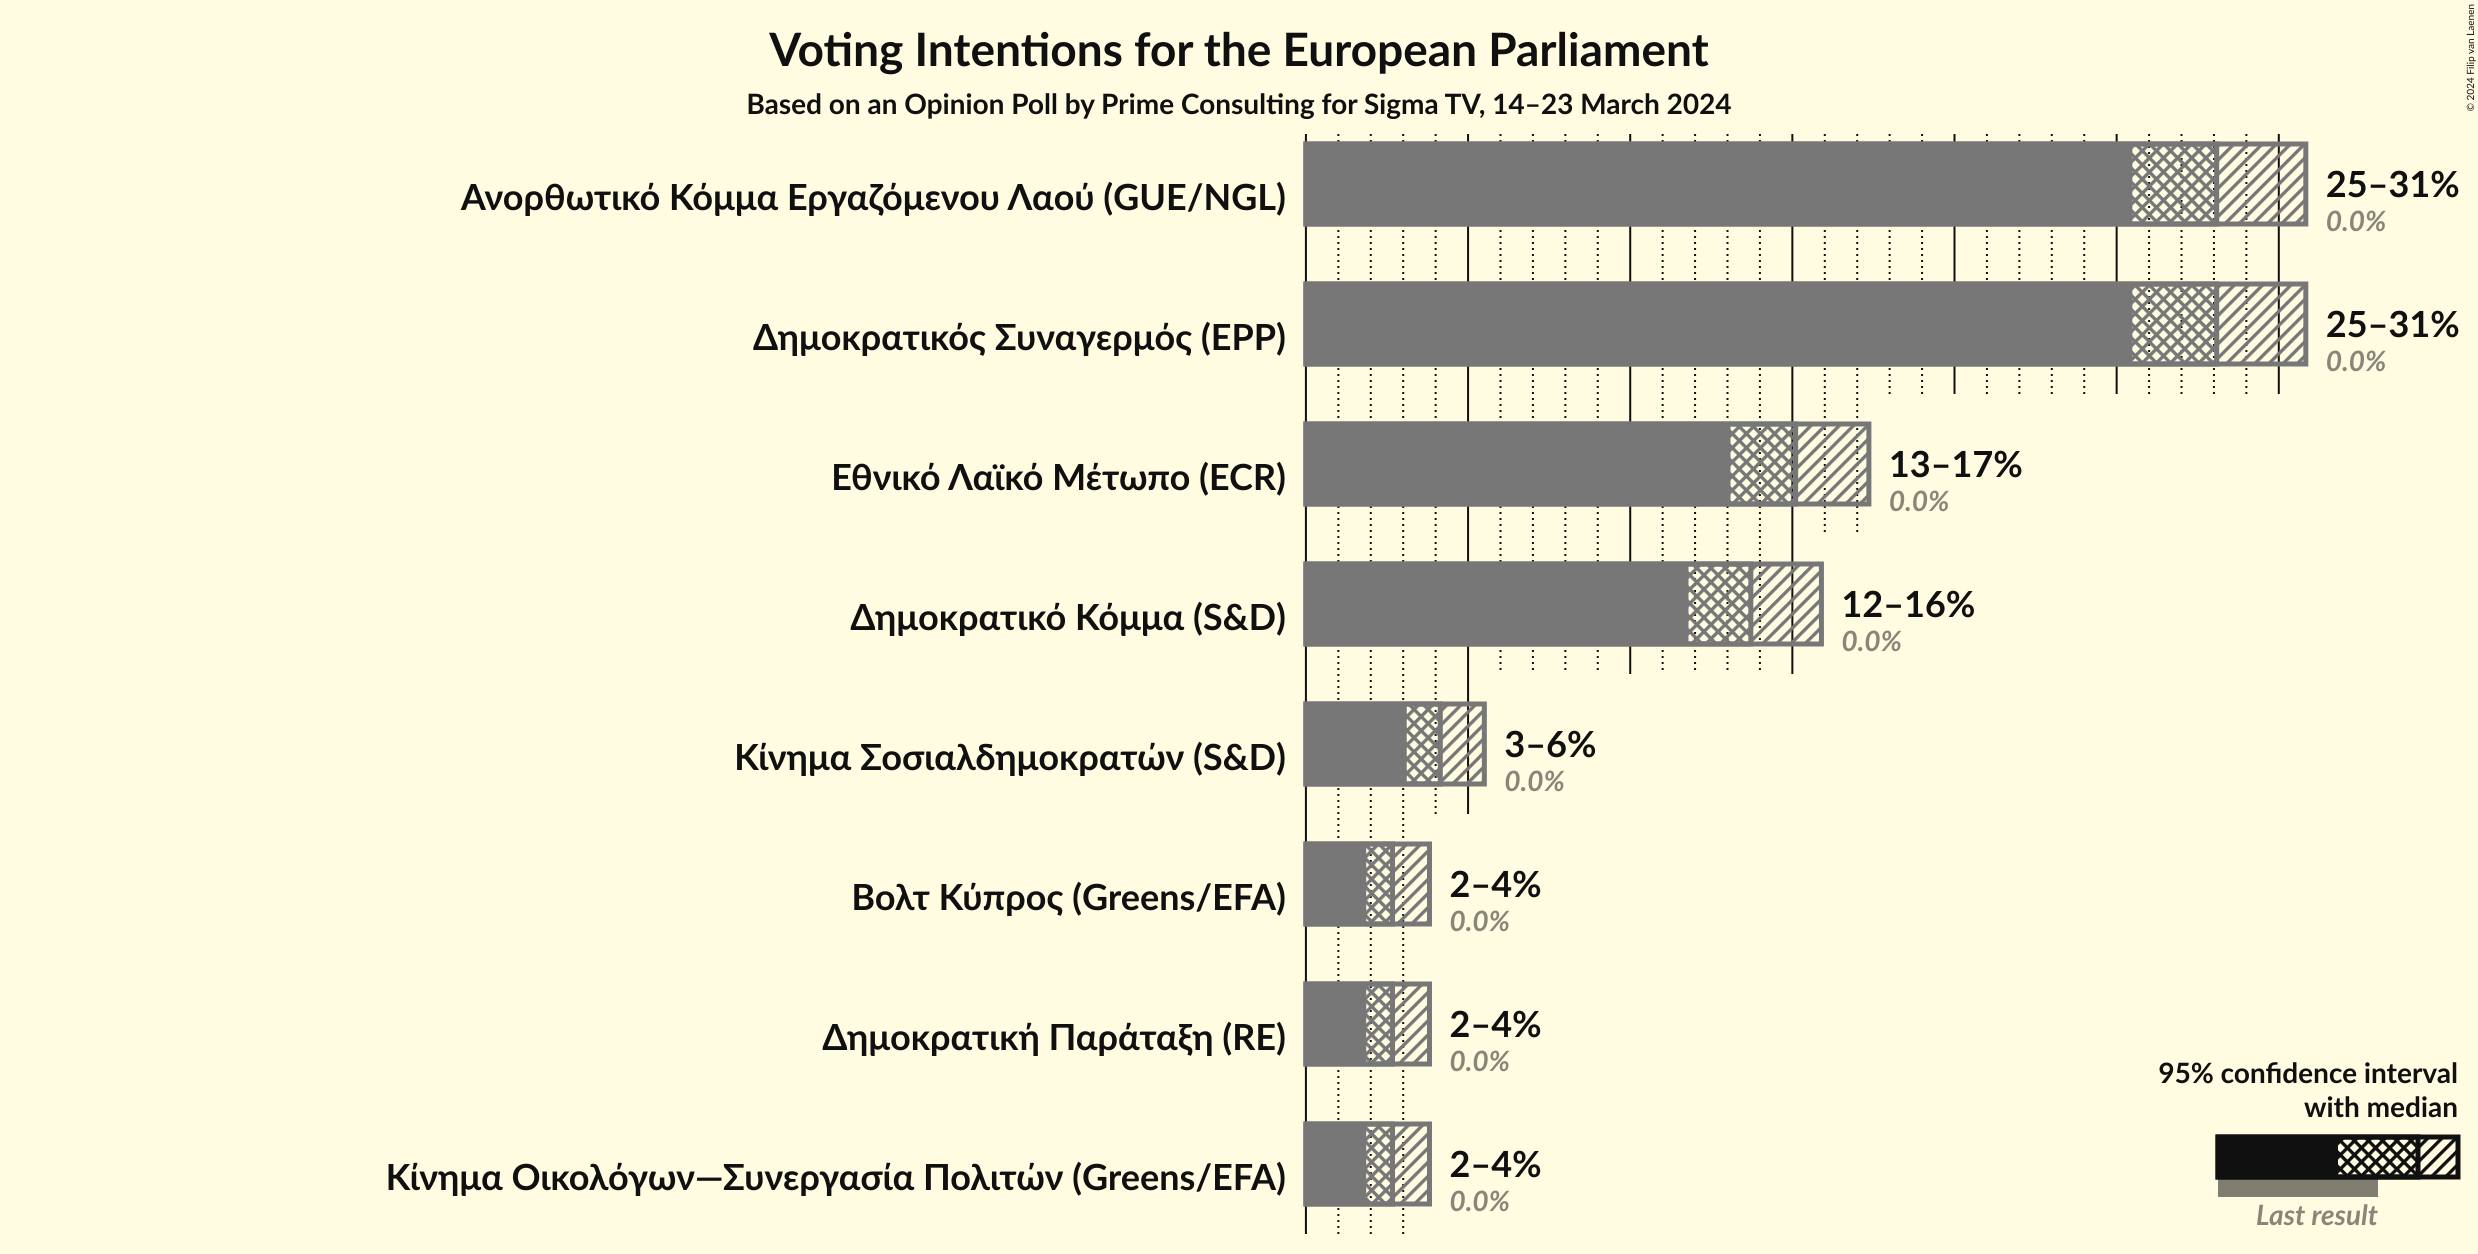 Voting Intentions for the European Parliament
Based on an Opinion Poll by Prime Consulting for Sigma TV, 14–23 March 2024
© 2024 Filip van Laenen
Ανορθωτικό Κόμμα Εργαζόμενου Λαού (GUE/NGL)
25–31%
0.0%
Δημοκρατικός Συναγερμός (EPP)
25–31%
0.0%
Εθνικό Λαϊκό Μέτωπο (ECR)
13–17%
0.0%
Δημοκρατικό Κόμμα (S&D)
12–16%
0.0%
Κίνημα Σοσιαλδημοκρατών (S&D)
3–6%
0.0%
Βολτ Κύπρος (Greens/EFA)
2–4%
0.0%
Δημοκρατική Παράταξη (RE)
2–4%
0.0%
Κίνημα Οικολόγων—Συνεργασία Πολιτών (Greens/EFA)
2–4%
0.0%
95% confidence interval
with median
Last result